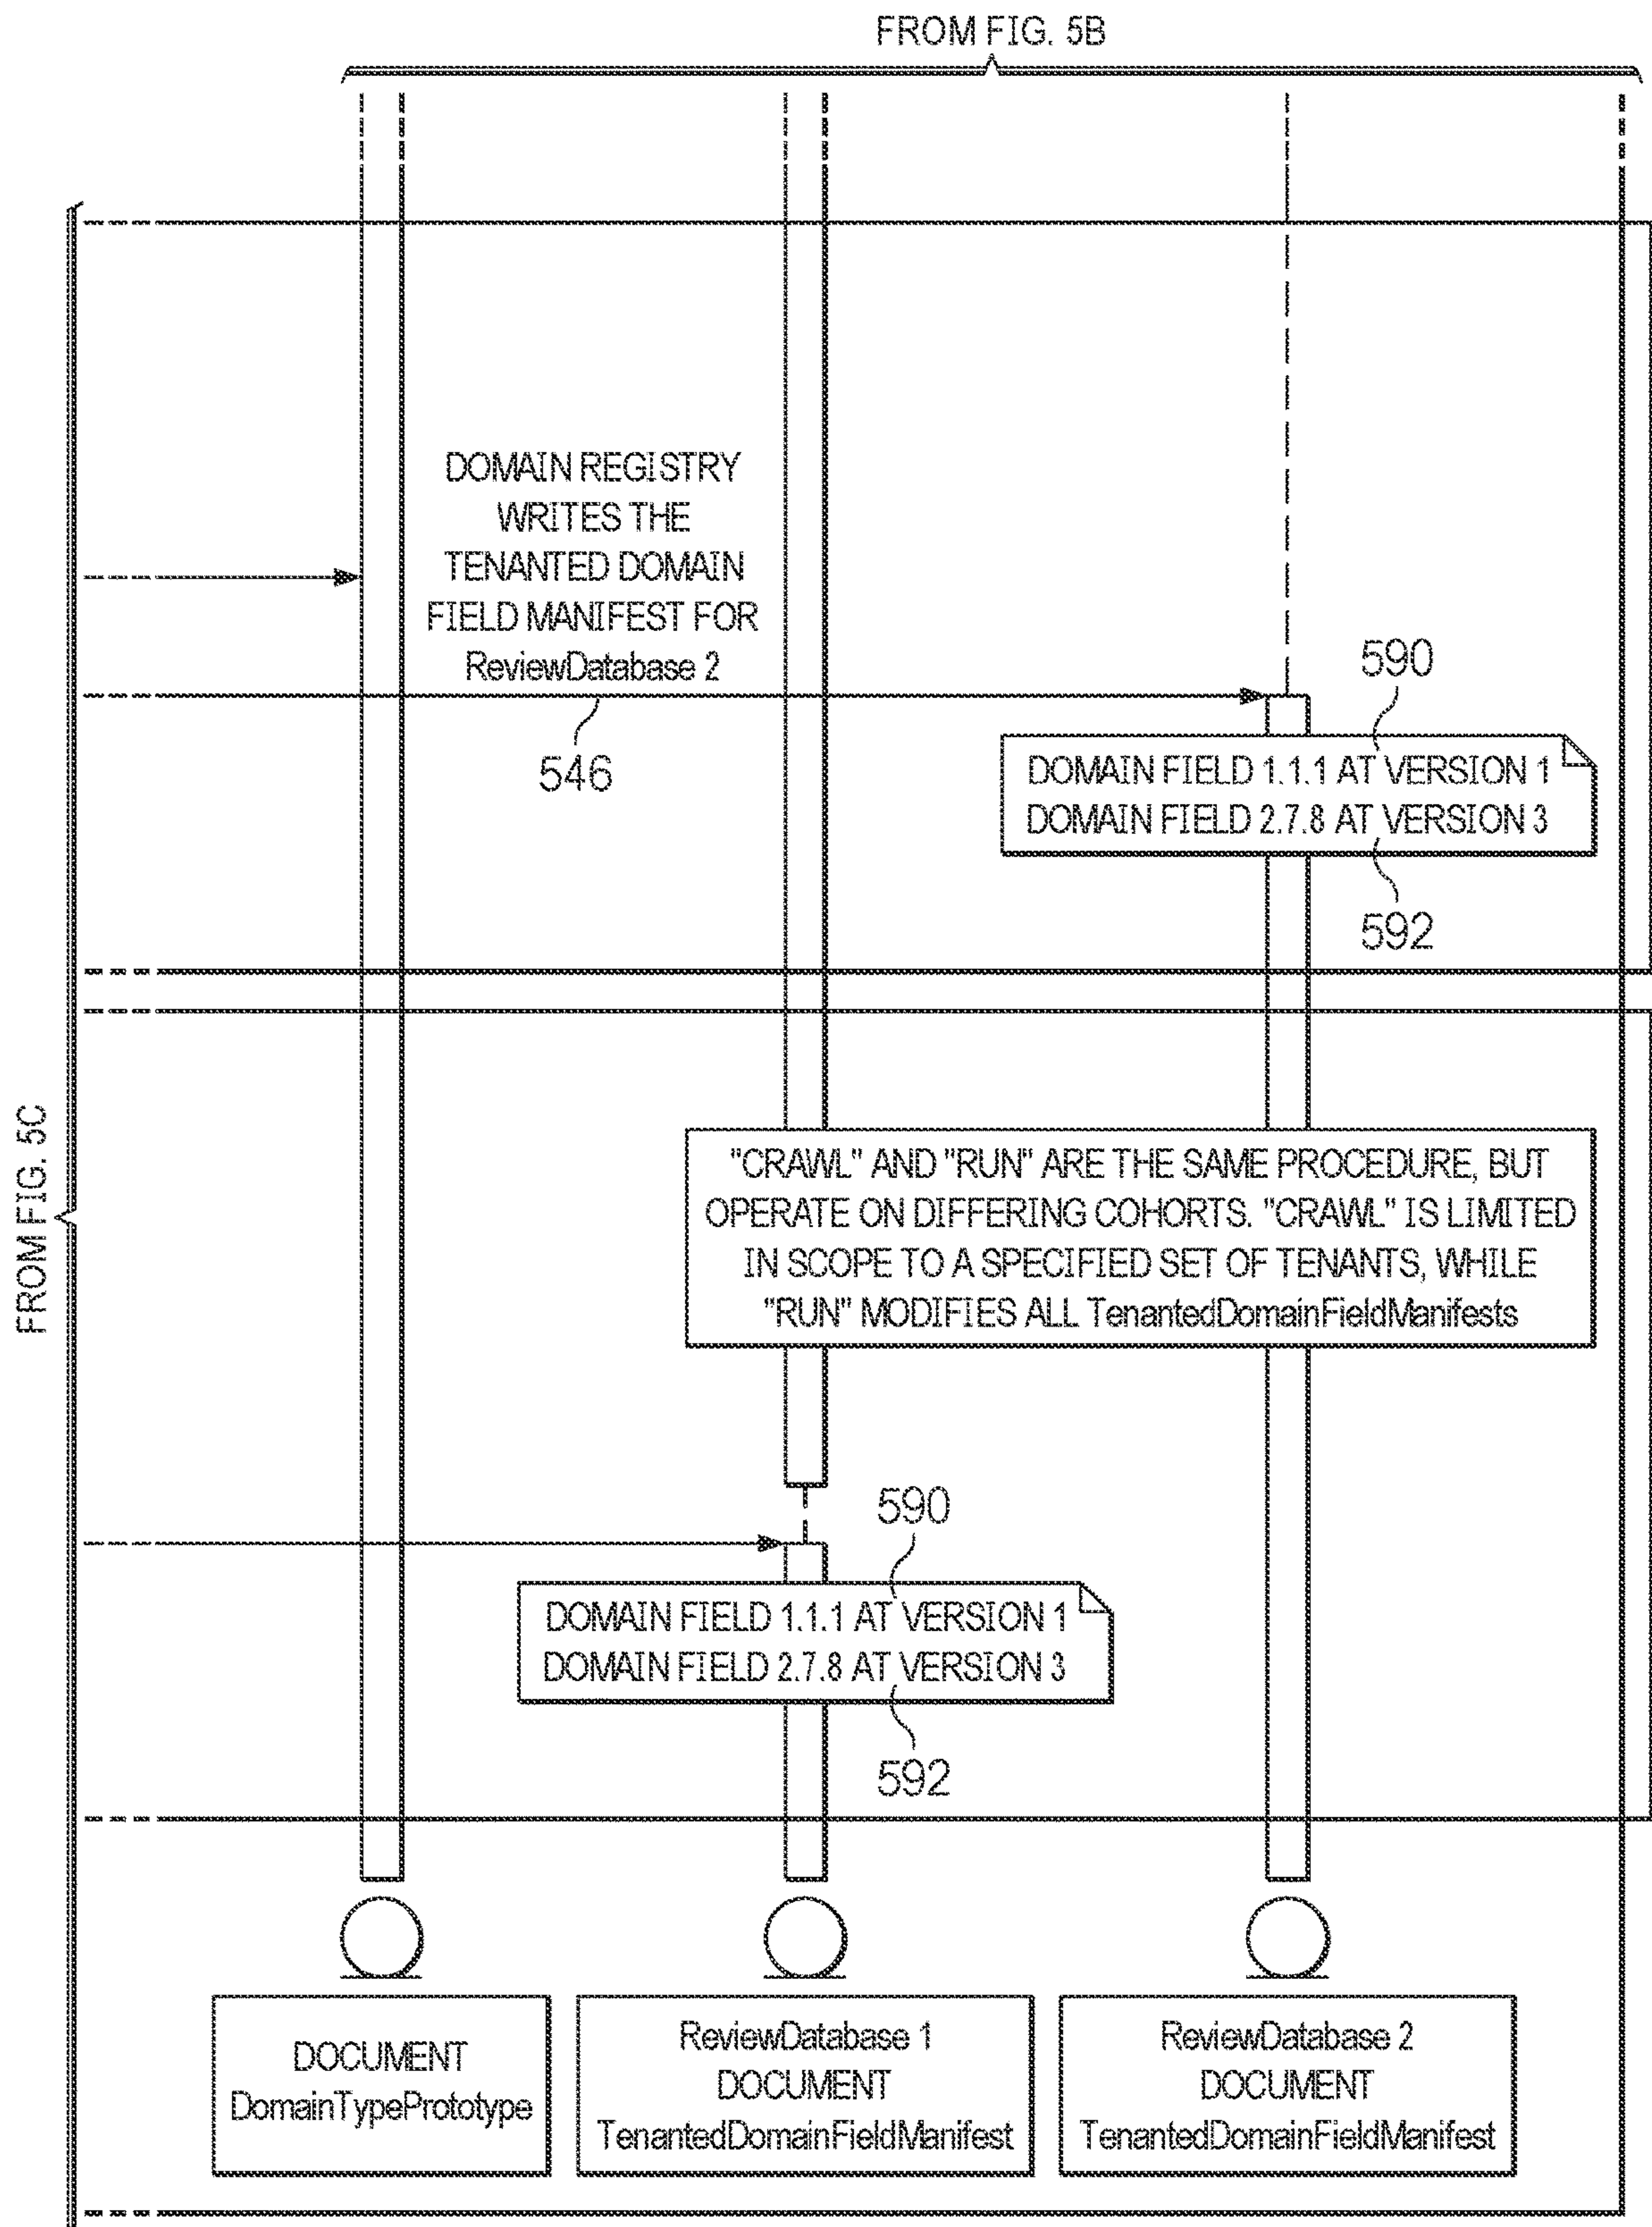 FROM FIG. 5B
DOMAIN REGISTRY
WRITES THE
TENANTED DOMAIN
FIELD MANIFEST FOR
ReviewDatabase 2
546
590
DOMAIN FIELD 1.1.1 AT VERSION 1
DOMAIN FIELD 2.7.8 AT VERSION 3
592
FROM FIG. 5C
"CRAWL" AND "RUN" ARE THE SAME PROCEDURE, BUT
OPERATE ON DIFFERING COHORTS. "CRAWL" IS LIMITED
IN SCOPE TO A SPECIFIED SET OF TENANTS, WHILE
"RUN" MODIFIES ALL TenantedDomainFieldManifests
590
DOMAIN FIELD 1.1.1 AT VERSION 1
DOMAIN FIELD 2.7.8 AT VERSION 3
592
DOCUMENT
DomainTypePrototype
ReviewDatabase 1
DOCUMENT
TenantedDomainFieldManifest
ReviewDatabase 2
DOCUMENT
TenantedDomainFieldManifest